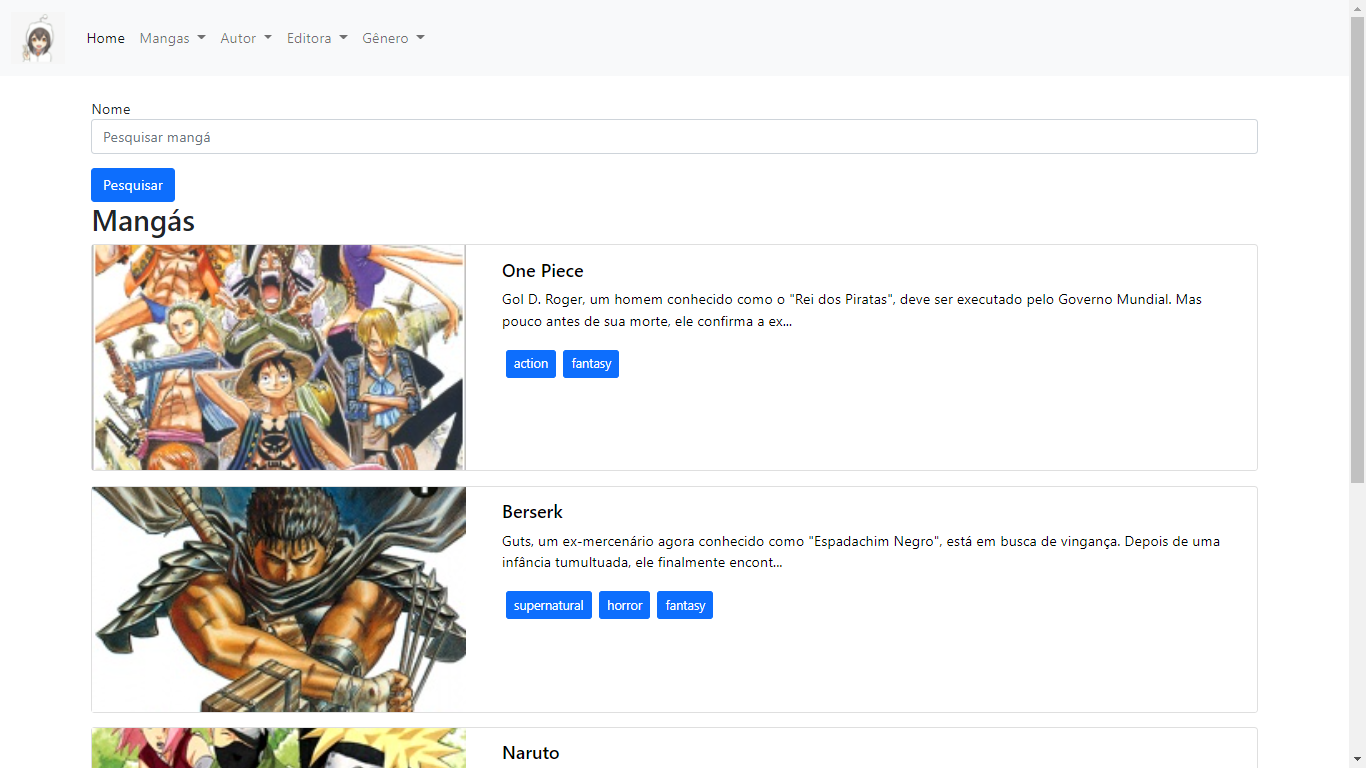 Home Mangas Autor Editora Gênero
Nome
Pesquisar mangá
Pesquisar
Mangás
One Piece
Gol D. Roger, um homem conhecido como o "Rei dos Piratas", deve ser executado pelo Governo Mundial. Mas
pouco antes de sua morte, ele confirma a ex...
action fantasy
Berserk
Guts, um ex-mercenário agora conhecido como "Espadachim Negro", está em busca de vingança. Depois de uma
infância tumultuada, ele finalmente encont...
supernatural horror fantasy
Naruto